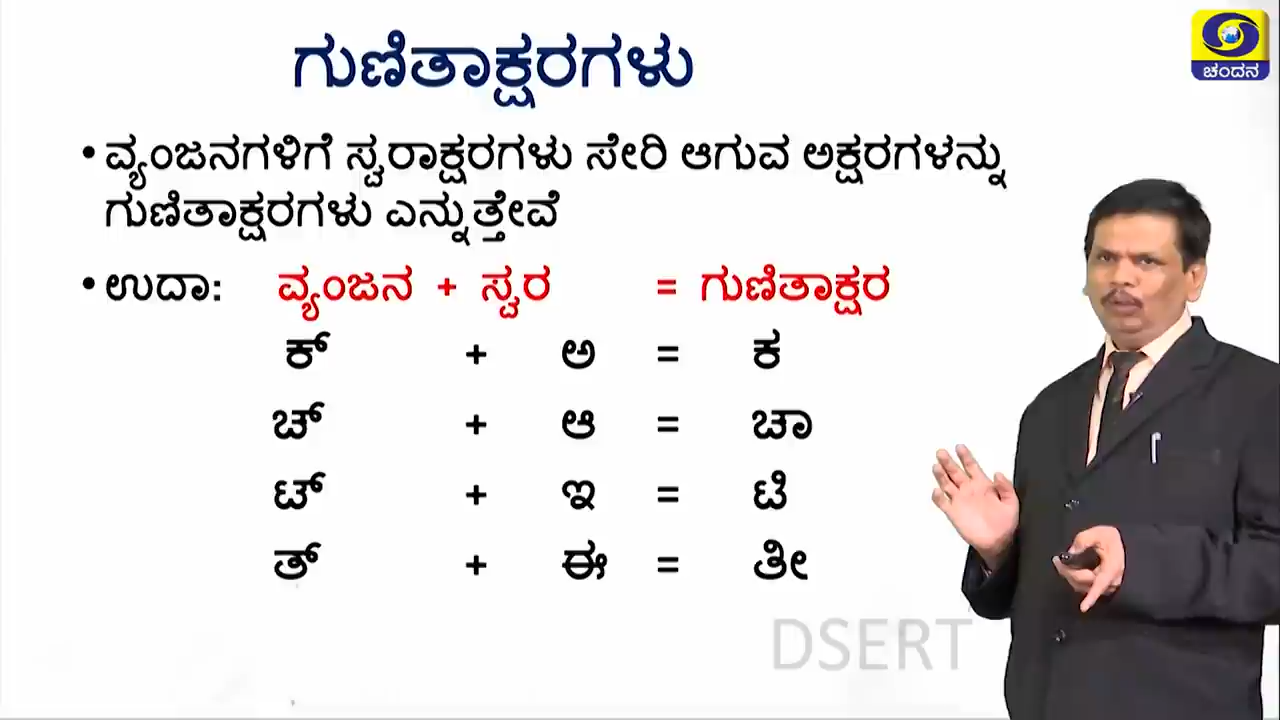 ಗುಣಿತಾಕ್ಷರಗಳು
ಚಂದನ
• ವ್ಯಂಜನಗಳಿಗೆ ಸ್ವರಾಕ್ಷರಗಳು ಸೇರಿ ಆಗುವ ಅಕ್ಷರಗಳನ್ನು
ಗುಣಿತಾಕ್ಷರಗಳು ಎನ್ನುತ್ತೇವೆ
• ಉದಾ: ವ್ಯಂಜನ + ಸ್ವರ = ಗುಣಿತಾಕ್ಷರ
ಕ್ + ಅ = ಕ
ಚ್ + ಆ = ಚಾ
ಟ್ + ಇ = ಟಿ
ತ್ + ಈ = ತೀ
DSERT